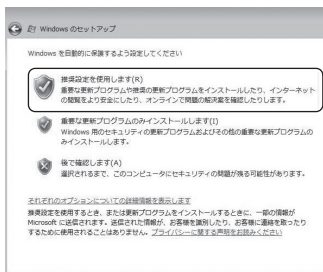 Windows のセットアップ
Windows を自動的に保護するよう設定してください
推奨設定を使用します(R)
重要な更新プログラムや推奨の更新プログラムをインストールしたり、インターネット
の閲覧をより安全にしたり、オンラインで問題の解決案を確認したりします。
重要な更新プログラムのみインストールします(I)
Windows 用のセキュリティの更新プログラムおよびその他の重要な更新プログラムの
みインストールします。
後で確認します(A)
選択されるまで、このコンピュータにセキュリティの問題が残る可能性があります。
それぞれのオプションについての詳細情報を表示します
推奨設定を使用するとき、または更新プログラムをインストールするときに、一部の情報が
Microsoft に送信されます。送信された情報が、お客様を識別したり、お客様に連絡を取ったり
するために使用されることはありません。プライバシーに関する声明をお読みください